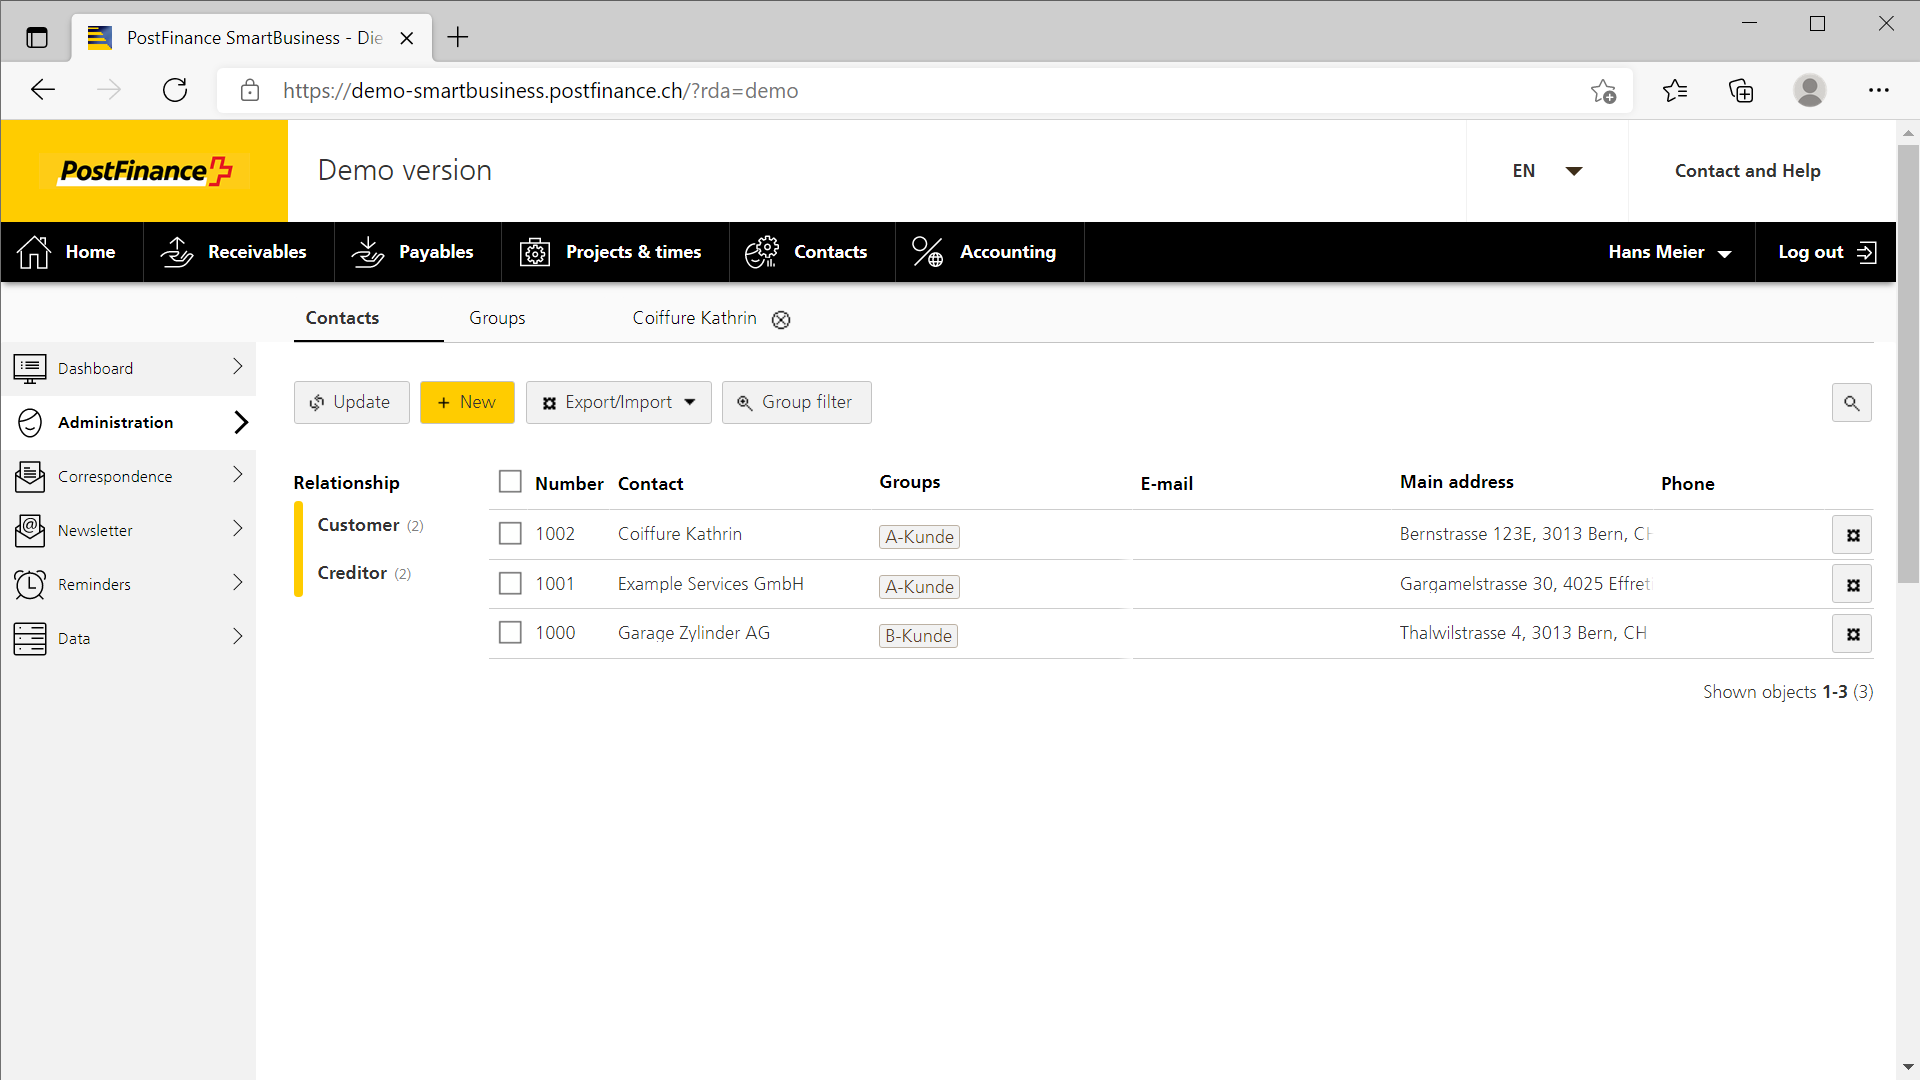 PostFinance SmartBusiness - Die
https://demo-smartbusiness.postfinance.ch/?rda=demo
PostFinance
Demo version
EN
Contact and Help
Home
Receivables
Payables
Projects & times
Contacts
Accounting
Hans Meier
Log out
Contacts
Groups
Coiffure Kathrin
Dashboard
Administration
Correspondence
Newsletter
Reminders
Data
Update
+ New
Export/Import
Group filter
Relationship
Customer (2)
Creditor (2)
Number Contact Groups E-mail Main address Phone
1002 Coiffure Kathrin A-Kunde Bernstrasse 123E, 3013 Bern, CH
1001 Example Services GmbH A-Kunde Gargamelstrasse 30, 4025 Effreti
1000 Garage Zylinder AG B-Kunde Thalwilstrasse 4, 3013 Bern, CH
Shown objects 1-3 (3)